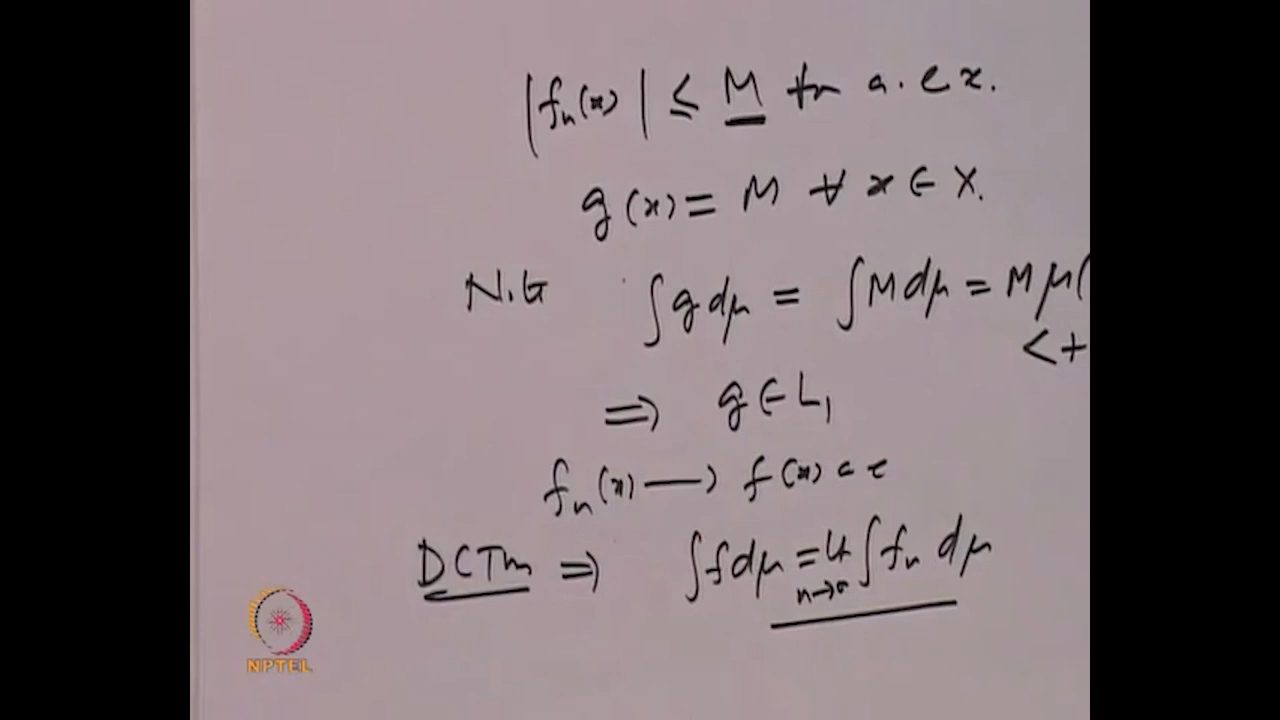 |fₙ(x)| ≤ M for a.e x.
g(x) = M ∀ x ∈ X.
N.G ∫g dμ = ∫M dμ = M μ(
< +
⇒ g ∈ L₁
fₙ(x) ⟶ f(x) a e
DCTm ⇒ ∫f dμ = lt n→∞ ∫fₙ dμ
NPTEL